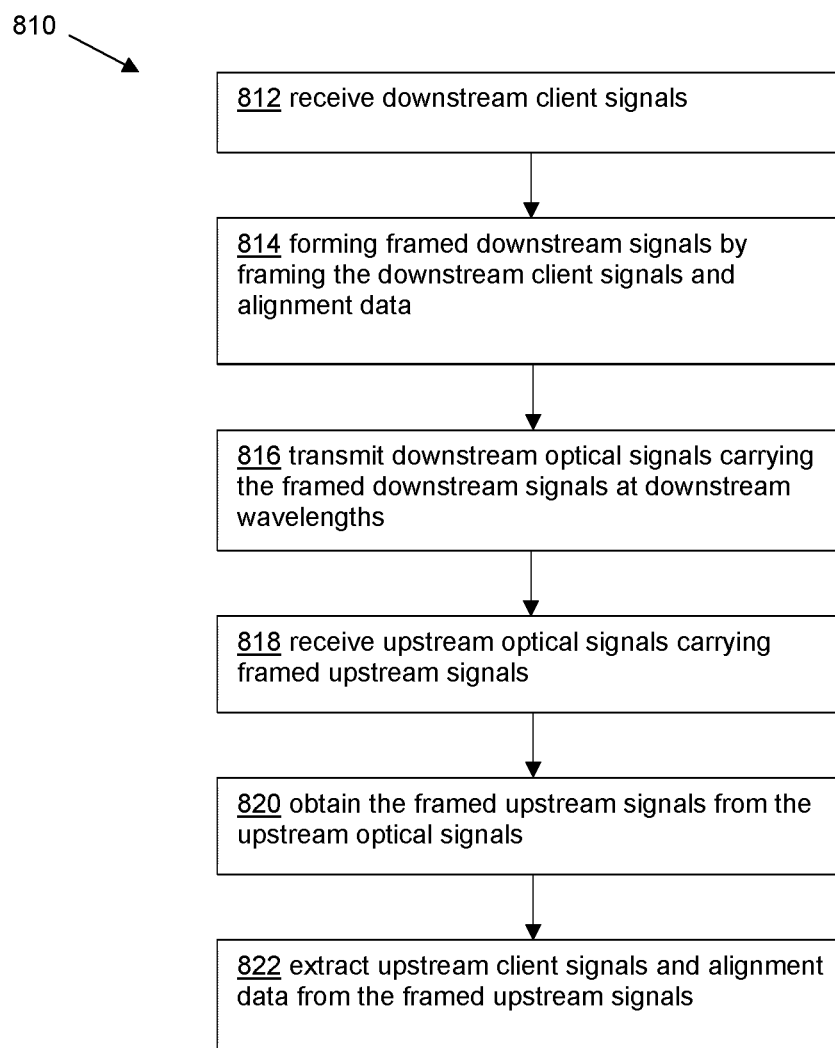 810
812 receive downstream client signals
814 forming framed downstream signals by
framing the downstream client signals and
alignment data
816 transmit downstream optical signals carrying
the framed downstream signals at downstream
wavelengths
818 receive upstream optical signals carrying
framed upstream signals
820 obtain the framed upstream signals from the
upstream optical signals
822 extract upstream client signals and alignment
data from the framed upstream signals